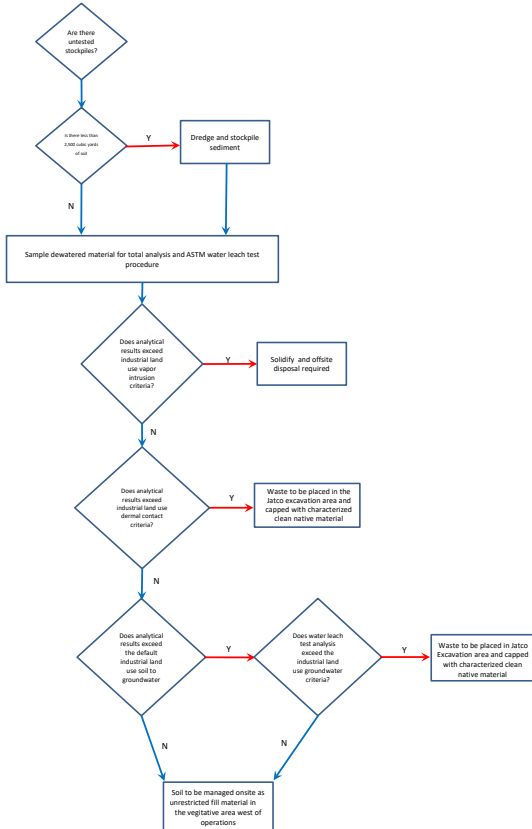 Are there
untested
stockpiles?
Is there less than
2,500 cubic yards
of soil
Y
Dredge and stockpile
sediment
N
Sample dewatered material for total analysis and ASTM water leach test
procedure
Does analytical
results exceed
industrial land
use vapor
intrusion
criteria?
Y
Solidify and offsite
disposal required
N
Does analytical
results exceed
industrial land use
dermal contact
criteria?
Y
Waste to be placed in the
Jatco excavation area and
capped with characterized
clean native material
N
Does analytical
results exceed
the default
industrial land
use soil to
groundwater
Y
Does water leach
test analysis
exceed the
industrial land
use groundwater
criteria?
Y
Waste to be placed in Jatco
Excavation area and capped
with characterized clean
native material
N
N
Soil to be managed onsite as
unrestricted fill material in
the vegitative area west of
operations